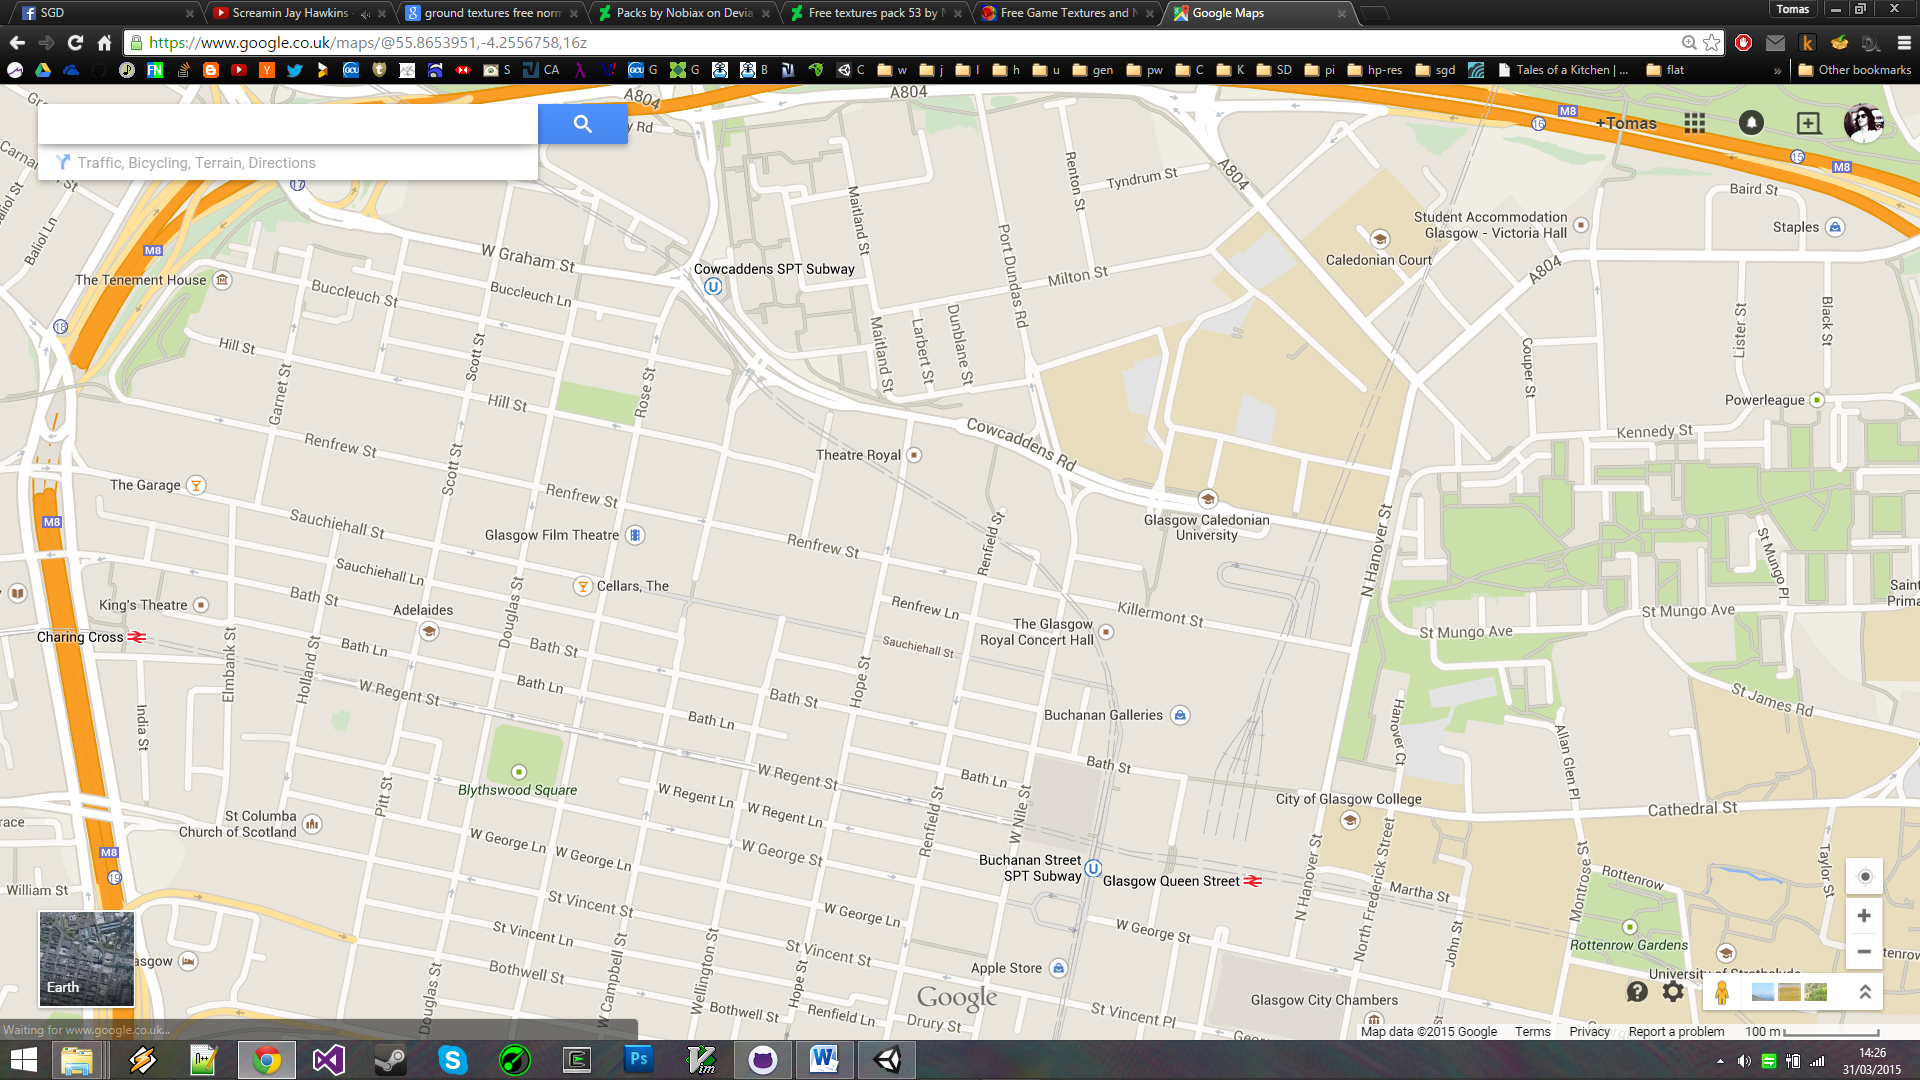 SGD
Screamin Jay Hawkins -
ground textures free norm
Packs by Nobiax on Devia
Free textures pack 53 by N
Free Game Textures and N
Google Maps
Tomas
https://www.google.co.uk/maps/@55.8653951,-4.2556758,16z
S
CA
G
G
B
C
w
j
l
h
u
gen
pw
C
K
SD
pi
hp-res
sgd
Tales of a Kitchen | ...
flat
»
Other bookmarks
Traffic, Bicycling, Terrain, Directions
+Tomas
A804
A804
y Rd
M8
16
15
M8
17
Baird St
Renton St
Tyndrum St
A804
Maitland St
Baliol St
Baliol Ln
M8
Student Accommodation
Glasgow - Victoria Hall
Staples
W Graham St
Port Dundas Rd
Caledonian Court
Cowcaddens SPT Subway
Milton St
A804
The Tenement House
Buccleuch St
Buccleuch Ln
18
Maitland St
Larbert St
Dunblane St
Lister St
Black St
Couper St
Hill St
Scott St
Garnet St
Rose St
Hill St
Powerleague
Kennedy St
Cowcaddens Rd
Renfrew St
Scott St
Theatre Royal
The Garage
Renfrew St
Glasgow Caledonian
University
M8
Sauchiehall St
Glasgow Film Theatre
Renfrew St
Renfield St
N Hanover St
St Mungo Pl
Sauchiehall Ln
Cellars, The
Bath St
Saint
Prima
King's Theatre
Adelaides
Douglas St
Renfrew Ln
Killermont St
St Mungo Ave
St Mungo Ave
Charing Cross
The Glasgow
Royal Concert Hall
Elmbank St
Holland St
Bath Ln
Bath St
Sauchiehall St
Hope St
W Regent St
Bath Ln
Bath St
St James Rd
India St
Bath Ln
Buchanan Galleries
Hanover Ct
Allan Glen Pl
Blythswood Square
Pitt St
W Regent St
Bath Ln
Bath St
W Regent Ln
W Regent Ln
City of Glasgow College
Cathedral St
St Columba
Church of Scotland
race
Renfield St
W Nile St
W George Ln
W George Ln
W George St
M8
19
Buchanan Street
SPT Subway
Glasgow Queen Street
N Hanover St
North Frederick Street
Martha St
Montrose St
Rottenrow
Taylor St
William St
St Vincent St
W George Ln
W George St
St Vincent Ln
St Vincent St
John St
Rottenrow Gardens
tenrow
asgow
Bothwell St
Douglas St
W Campbell St
Wellington St
Hope St
Apple Store
Earth
Google
University of Strathclyde
Glasgow City Chambers
Bothwell St
Renfield Ln
Drury St
St Vincent Pl
Waiting for www.google.co.uk...
Map data ©2015 Google
Terms
Privacy
Report a problem
100 m
14:26
31/03/2015